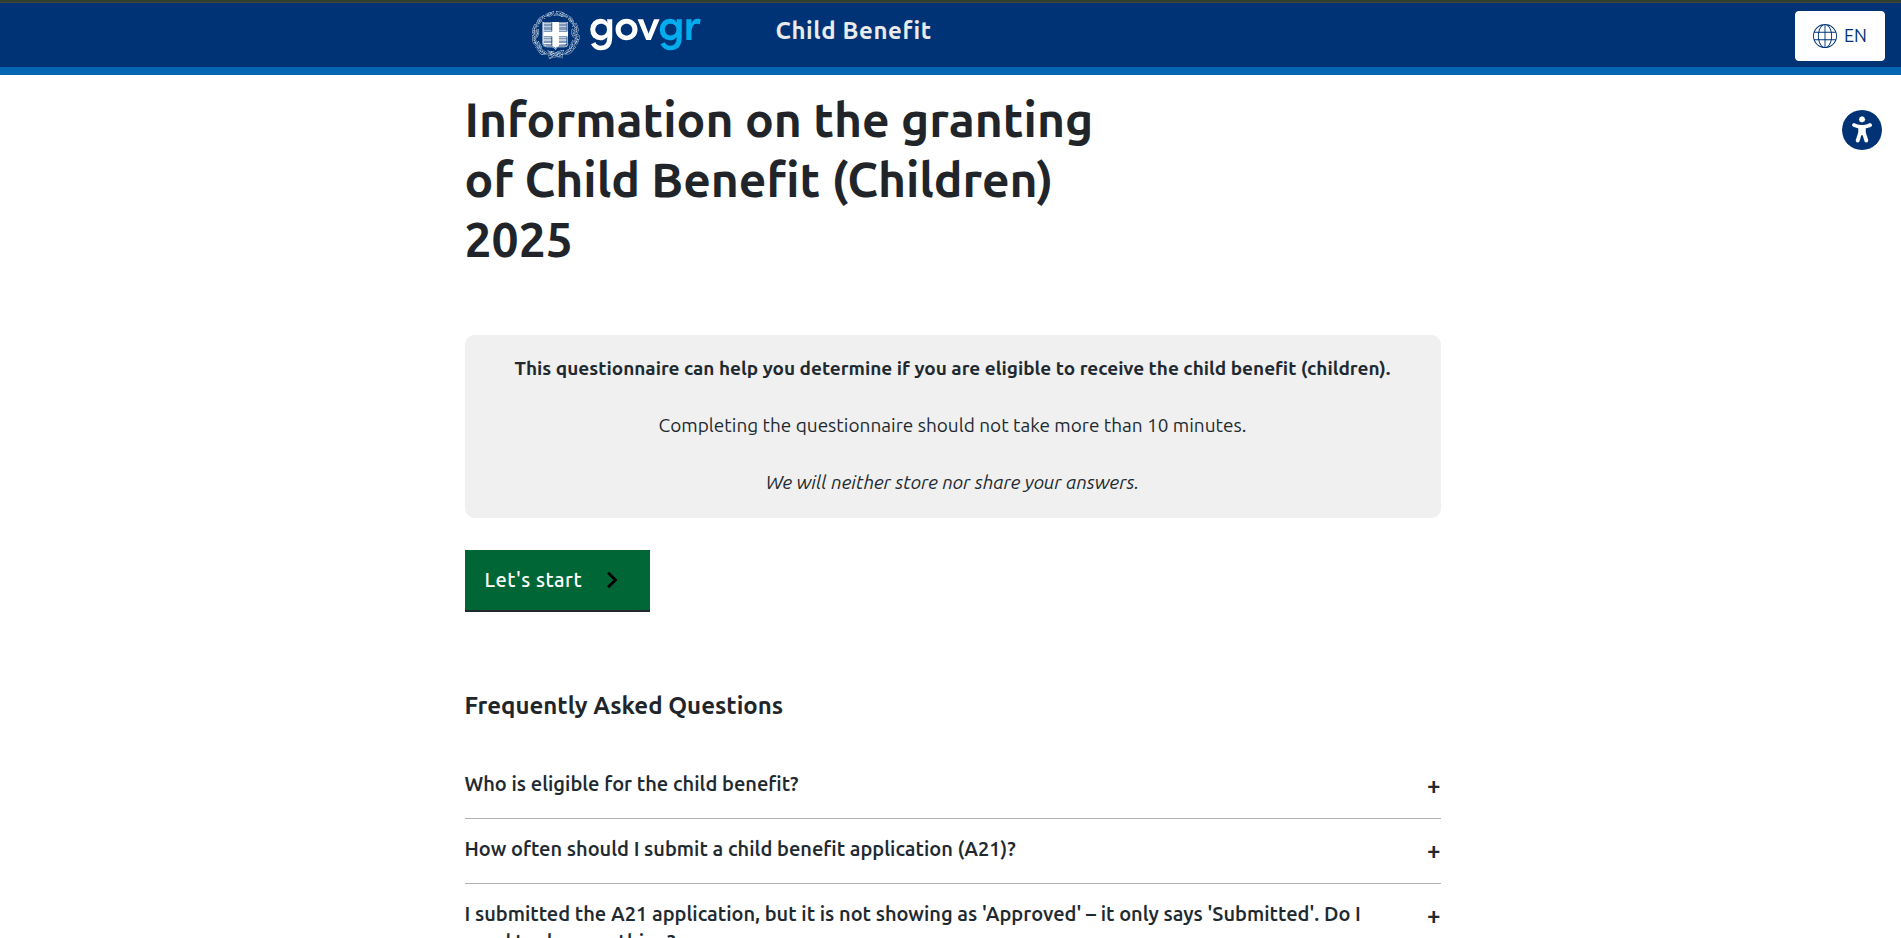 govgr
Child Benefit
EN
Information on the granting
of Child Benefit (Children)
2025
This questionnaire can help you determine if you are eligible to receive the child benefit (children).
Completing the questionnaire should not take more than 10 minutes.
We will neither store nor share your answers.
Let's start
Frequently Asked Questions
Who is eligible for the child benefit?
+
How often should I submit a child benefit application (A21)?
+
I submitted the A21 application, but it is not showing as 'Approved' – it only says 'Submitted'. Do I
+